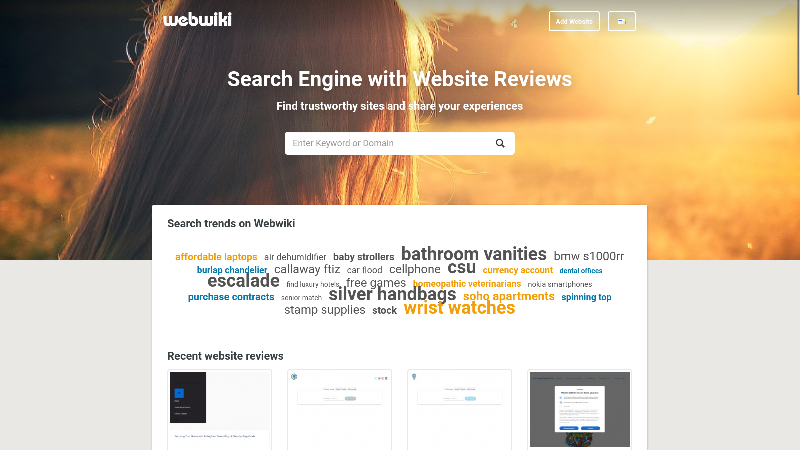 webwiki
Add Website
Search Engine with Website Reviews
Find trustworthy sites and share your experiences
Enter Keyword or Domain
Search trends on Webwiki
affordable laptops air dehumidifier baby strollers bathroom vanities bmw s1000rr
burlap chandelier callaway ftiz car flood cellphone csu currency account dental offices
escalade find luxury hotels free games homeopathic veterinarians nokia smartphones
purchase contracts senior match silver handbags soho apartments spinning top
stamp supplies stock wrist watches
Recent website reviews